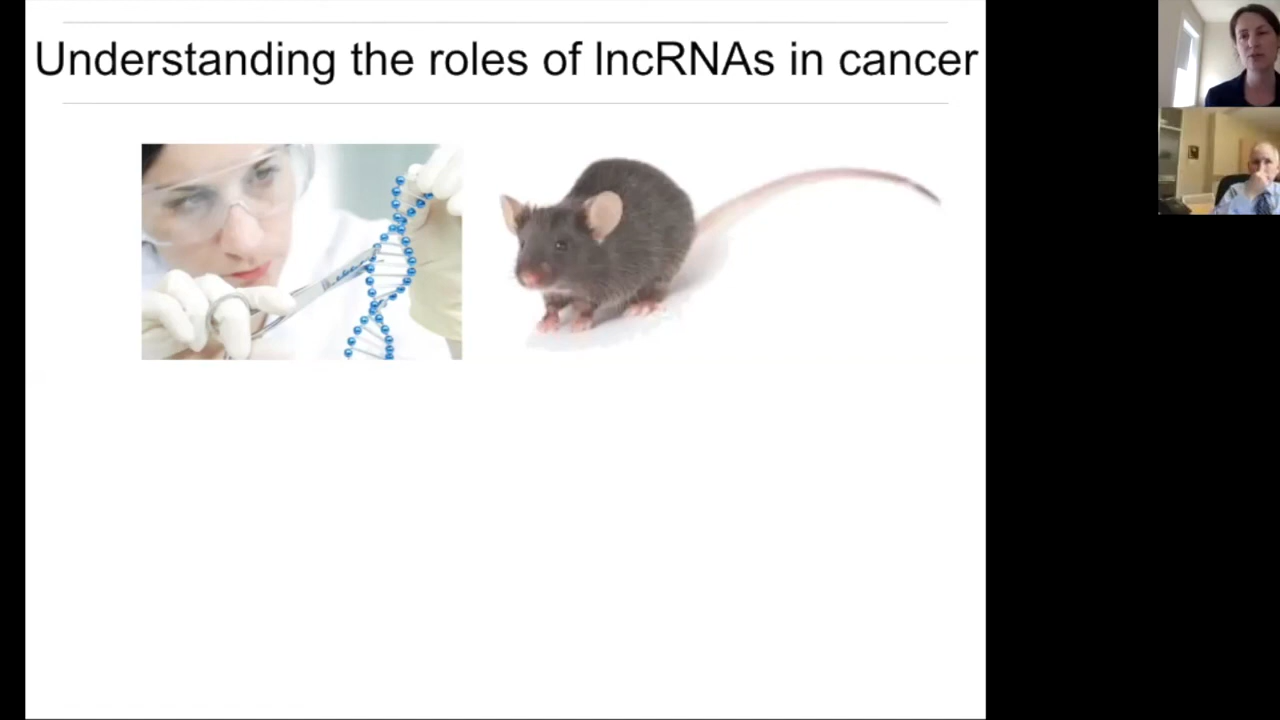 Understanding the roles of lncRNAs in cancer